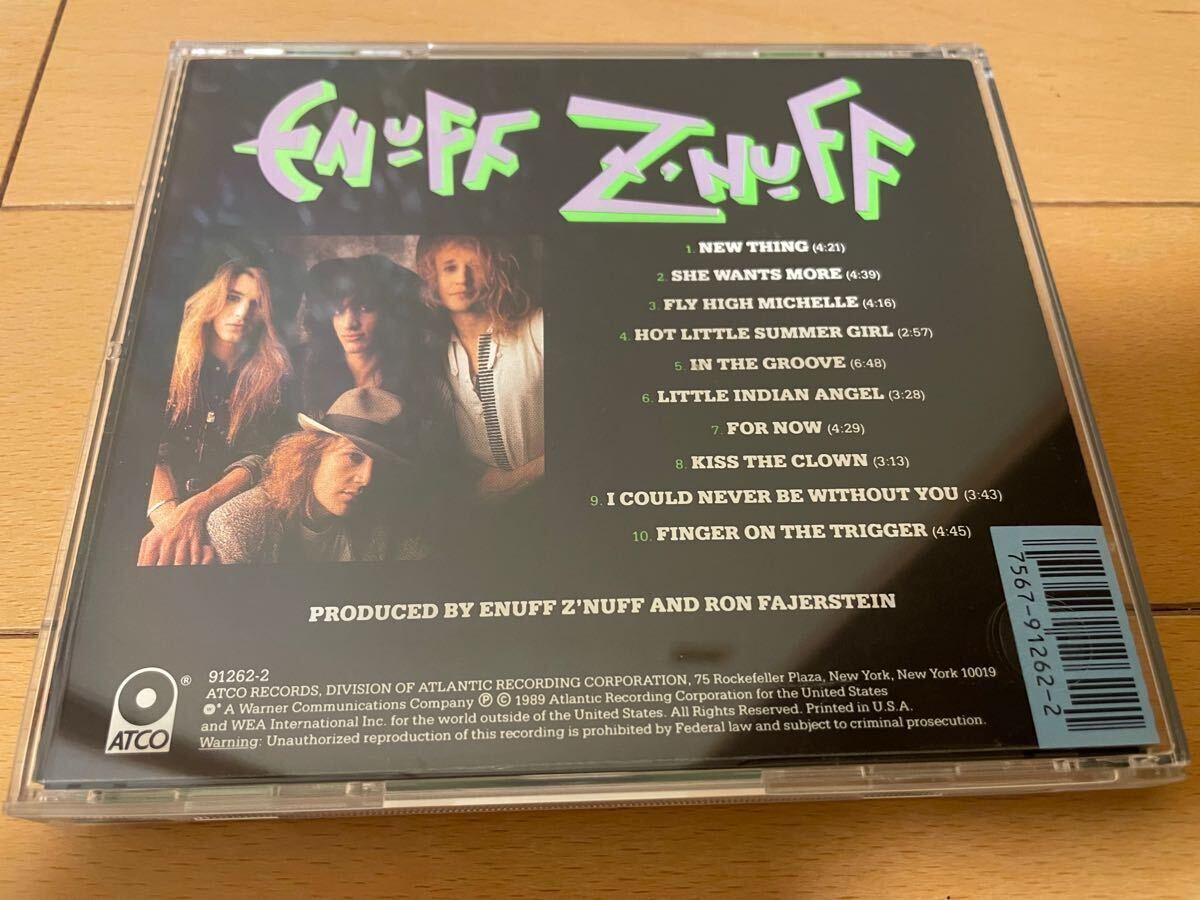 ENUFF Z'NUFF
1. NEW THING (4:21)
2. SHE WANTS MORE (4:39)
3. FLY HIGH MICHELLE (4:16)
4. HOT LITTLE SUMMER GIRL (2:57)
5. IN THE GROOVE (6:48)
6. LITTLE INDIAN ANGEL (3:28)
7. FOR NOW (4:29)
8. KISS THE CLOWN (3:13)
9. I COULD NEVER BE WITHOUT YOU (3:43)
10. FINGER ON THE TRIGGER (4:45)
PRODUCED BY ENUFF Z'NUFF AND RON FAJERSTEIN
7567-91262-2
ATCO ®
91262-2
ATCO RECORDS, DIVISION OF ATLANTIC RECORDING CORPORATION, 75 Rockefeller Plaza, New York, New York 10019
A Warner Communications Company ℗ © 1989 Atlantic Recording Corporation for the United States
and WEA International Inc. for the world outside of the United States. All Rights Reserved. Printed in U.S.A.
Warning: Unauthorized reproduction of this recording is prohibited by Federal law and subject to criminal prosecution.